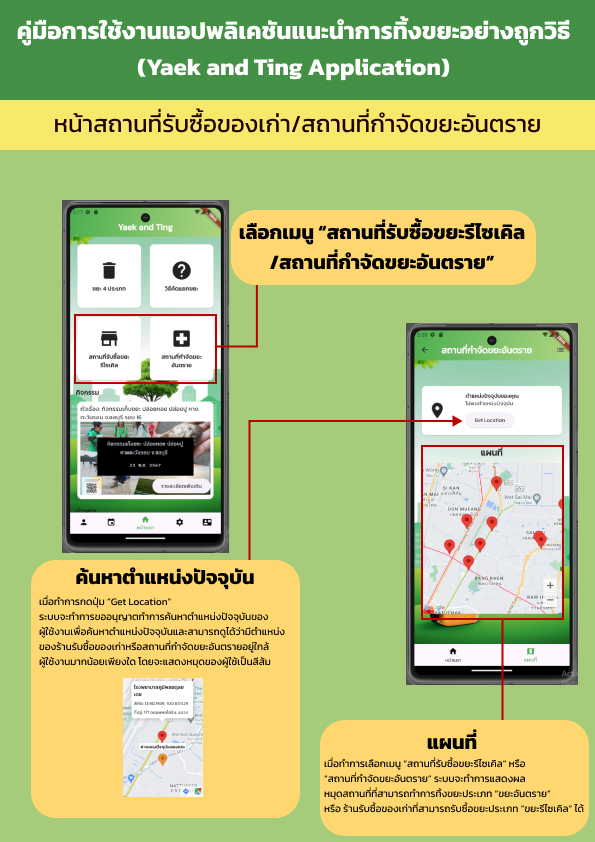 คู่มือการใช้งานแอปพลิเคชันแนะนำการทิ้งขยะอย่างถูกวิธี
(Yaek and Ting Application)
หน้าสถานที่รับซื้อของเก่า/สถานที่กำจัดขยะอันตราย
Yaek and Ting
ขยะ 4 ประเภท
วิธีคัดแยกขยะ
สถานที่รับซื้อขยะ
รีไซเคิล
สถานที่กำจัดขยะ
อันตราย
กิจกรรม
หัวเรื่อง: กิจกรรมเก็บขยะ ปล่อยหอย ปล่อยปู หาด
ตะวันรอน จ.ชลบุรี รอบ 16
กิจกรรมเก็บขยะ ปล่อยหอย ปล่อยปู
หาดตะวันรอน จ.ชลบุรี
23 พ.ย. 2567
รายละเอียดเพิ่มเติม
หน้าแรก
เลือกเมนู “สถานที่รับซื้อขยะรีไซเคิล
/สถานที่กำจัดขยะอันตราย”
สถานที่กำจัดขยะอันตราย
ตำแหน่งปัจจุบันของคุณ
ไม่พบตำแหน่งปัจจุบัน
Get Location
แผนที่
SI KAN
Wat Sai Mai
DON MUEANG
BANG KHEN
หน้าแรก
แผนที่
ค้นหาตำแหน่งปัจจุบัน
เมื่อทำการกดปุ่ม “Get Location”
ระบบจะทำการขออนุญาตทำการค้นหาตำแหน่งปัจจุบันของ
ผู้ใช้งานเพื่อค้นหาตำแหน่งปัจจุบันและสามารถดูได้ว่ามีตำแหน่ง
ของร้านรับซื้อของเก่าหรือสถานที่กำจัดขยะอันตรายอยู่ใกล้
ผู้ใช้งานมากน้อยเพียงใด โดยจะแสดงหมุดของผู้ใช้เป็นสีส้ม
โรงพยาบาลภูมิพลอดุลย
เดช
ตำแหน่งปัจจุบันของคุณ
แผนที่
เมื่อทำการเลือกเมนู “สถานที่รับซื้อขยะรีไซเคิล” หรือ
“สถานที่กำจัดขยะอันตราย” ระบบจะทำการแสดงผล
หมุดสถานที่ที่สามารถทำการทิ้งขยะประเภท “ขยะอันตราย”
หรือ ร้านรับซื้อของเก่าที่สามารถรับซื้อขยะประเภท “ขยะรีไซเคิล” ได้